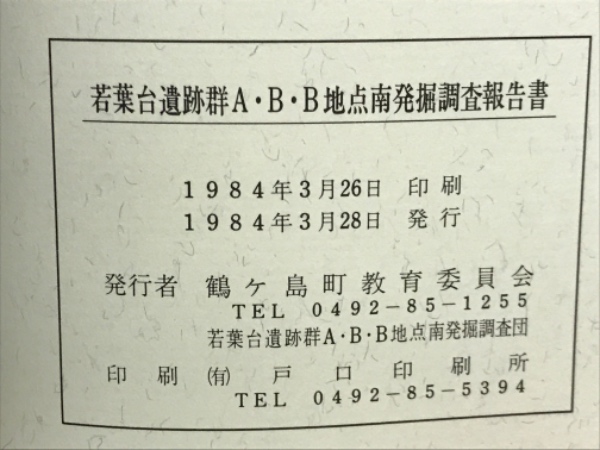 若葉台遺跡群A・B・B地点南発掘調査報告書
1984年3月26日 印刷
1984年3月28日 発行
発行者 鶴ケ島町教育委員会
TEL 0492-85-1255
若葉台遺跡群A・B・B地点南発掘調査団
印刷 ㈲ 戸口印刷所
TEL 0492-85-5394